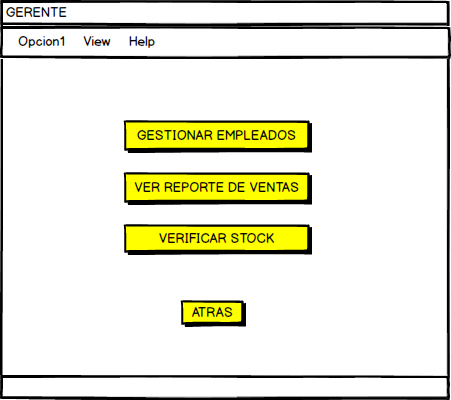 GERENTE
Opcion1 View Help
GESTIONAR EMPLEADOS
VER REPORTE DE VENTAS
VERIFICAR STOCK
ATRAS